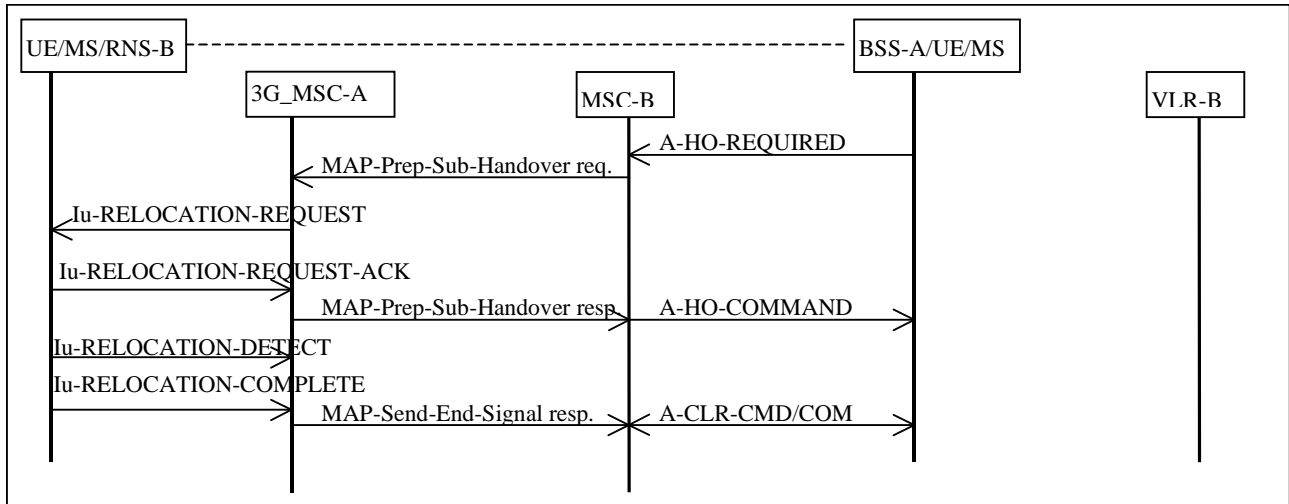 UE/MS/RNS-B
BSS-A/UE/MS
3G_MSC-A
MSC-B
VLR-B
A-HO-REQUIRED
MAP-Prep-Sub-Handover req.
Iu-RELOCATION-REQUEST
Iu-RELOCATION-REQUEST-ACK
MAP-Prep-Sub-Handover resp.
A-HO-COMMAND
Iu-RELOCATION-DETECT
Iu-RELOCATION-COMPLETE
MAP-Send-End-Signal resp.
A-CLR-CMD/COM